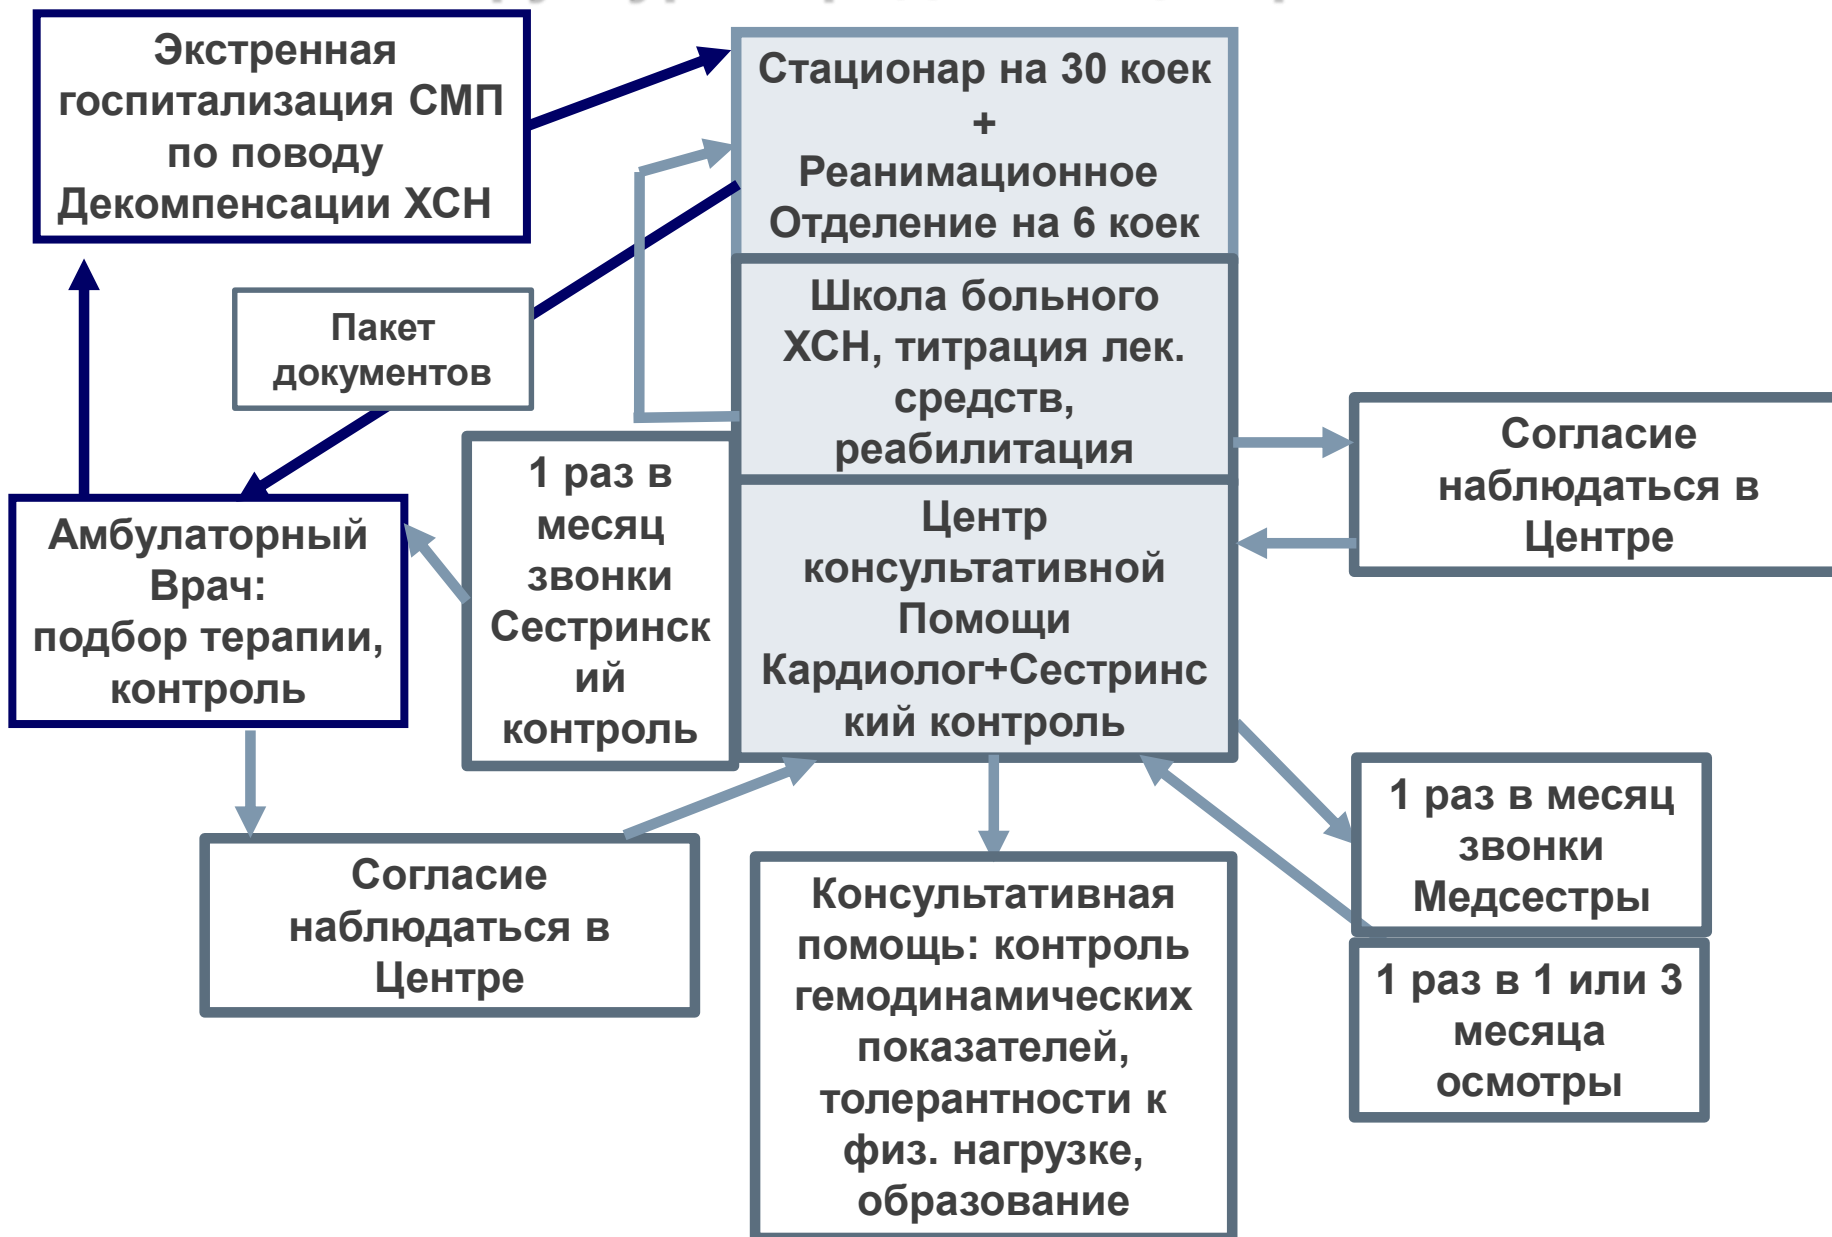 Экстренная
госпитализация СМП
по поводу
Декомпенсации ХСН
Стационар на 30 коек
+
Реанимационное
Отделение на 6 коек
Пакет
документов
Школа больного
ХСН, титрация лек.
средств,
реабилитация
Согласие
наблюдаться в
Центре
1 раз в
месяц
звонки
Сестринск
ий
контроль
Амбулаторный
Врач:
подбор терапии,
контроль
Центр
консультативной
Помощи
Кардиолог+Сестринс
кий контроль
1 раз в месяц
звонки
Медсестры
Согласие
наблюдаться в
Центре
Консультативная
помощь: контроль
гемодинамических
показателей,
толерантности к
физ. нагрузке,
образование
1 раз в 1 или 3
месяца
осмотры